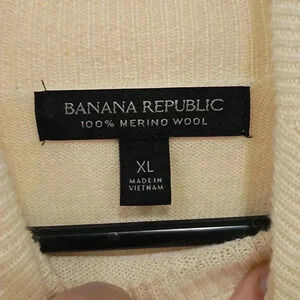 BANANA REPUBLIC
100% MERINO WOOL
XL
MADE IN
VIETNAM